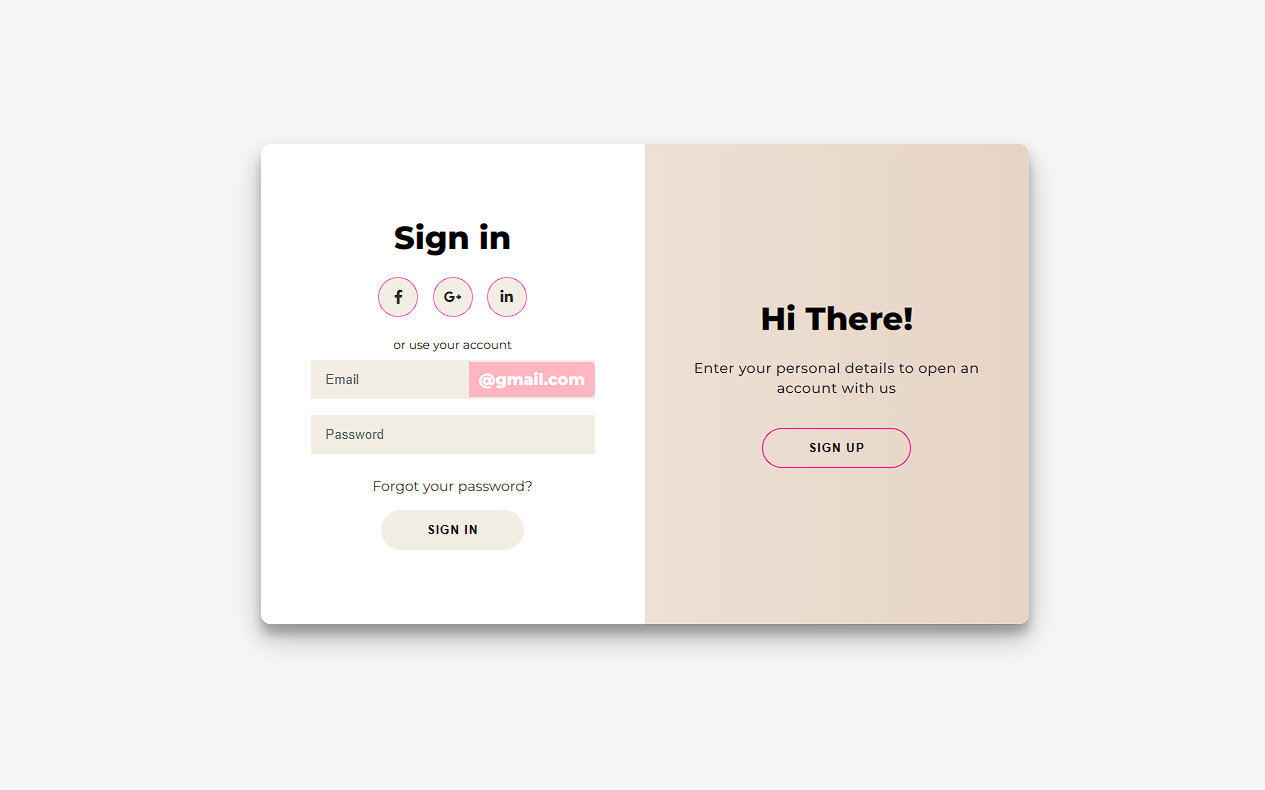 Sign in
f G+ in
or use your account
Email @gmail.com
Password
Forgot your password?
SIGN IN
Hi There!
Enter your personal details to open an
account with us
SIGN UP